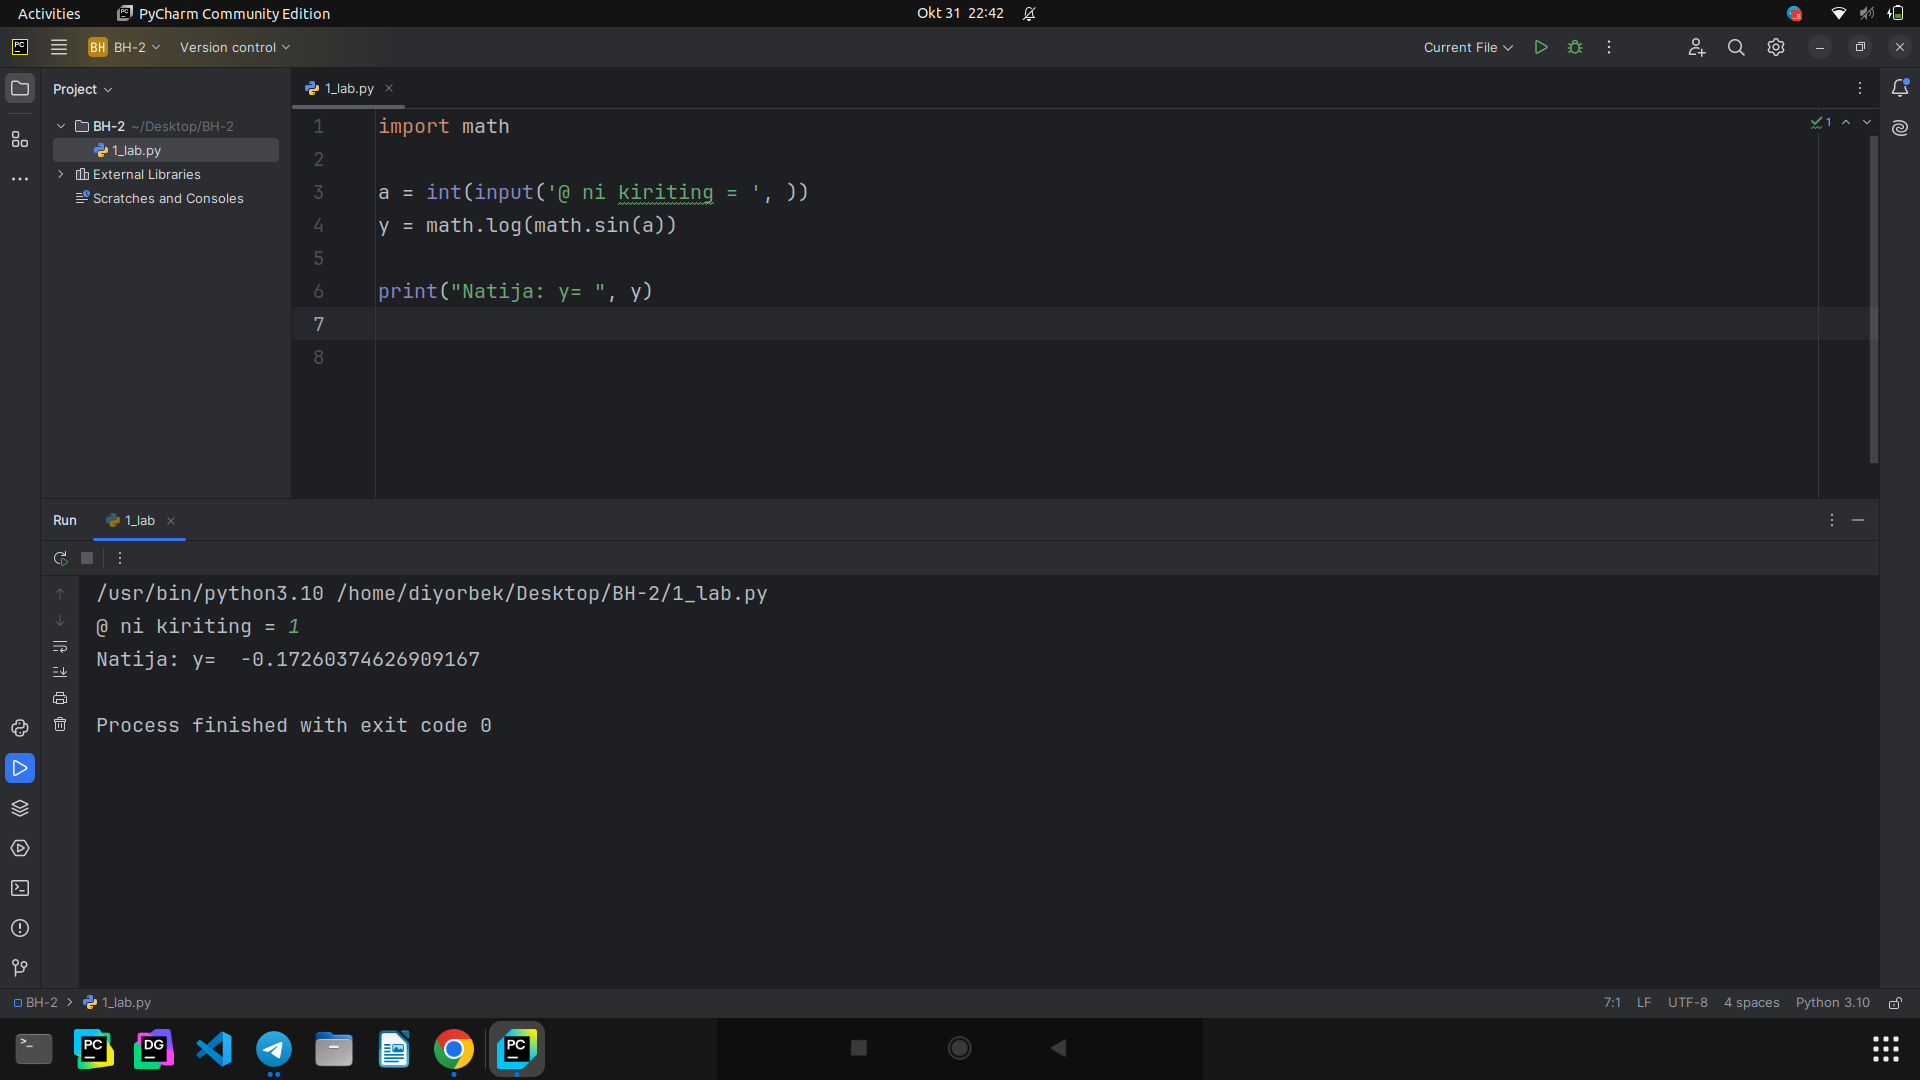 Activities
PyCharm Community Edition
Okt 31 22:42
PC
BH BH-2
Version control
Current File
Project
1_lab.py
BH-2 ~/Desktop/BH-2
1_lab.py
External Libraries
Scratches and Consoles
1 import math
2
3 a = int(input('@ ni kiriting = ', ))
4 y = math.log(math.sin(a))
5
6 print("Natija: y= ", y)
7
8
1
Run
1_lab
/usr/bin/python3.10 /home/diyorbek/Desktop/BH-2/1_lab.py
@ ni kiriting = 1
Natija: y=  -0.17260374626909167
Process finished with exit code 0
BH-2 > 1_lab.py
7:1 LF UTF-8 4 spaces Python 3.10
PC
DG
PC